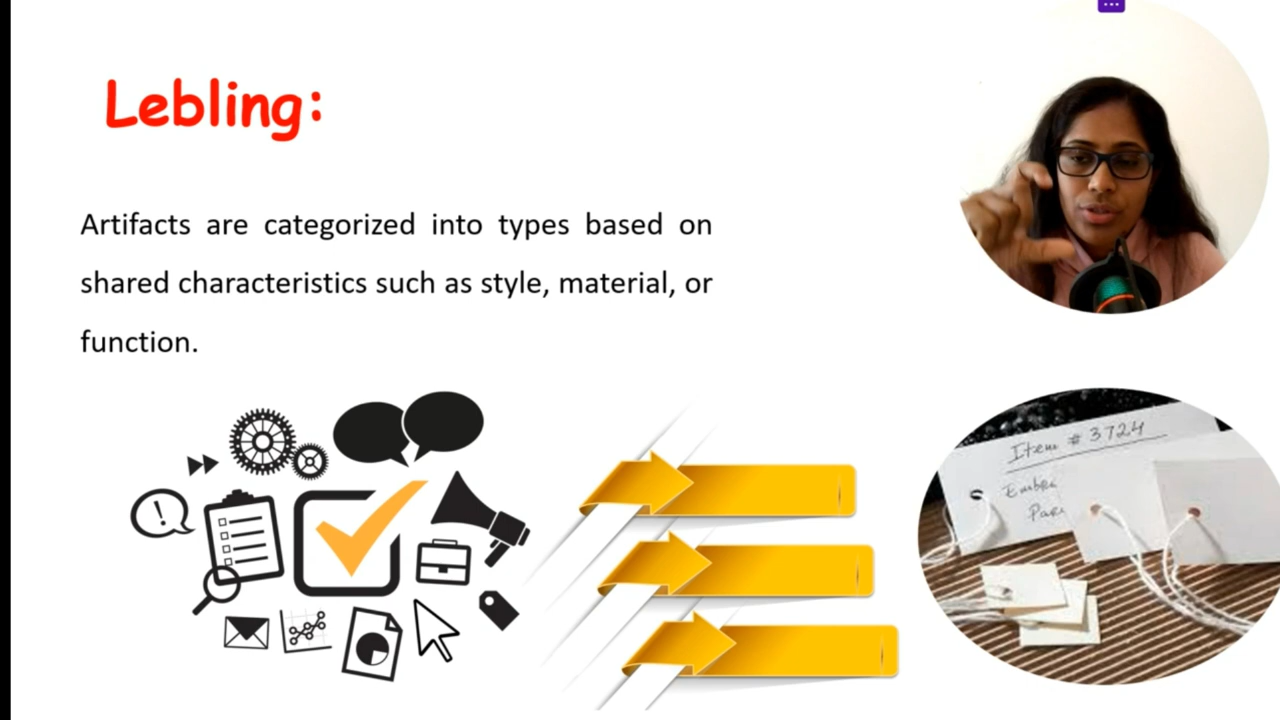 Lebling:
Artifacts are categorized into types based on
shared characteristics such as style, material, or
function.
Item # 3724